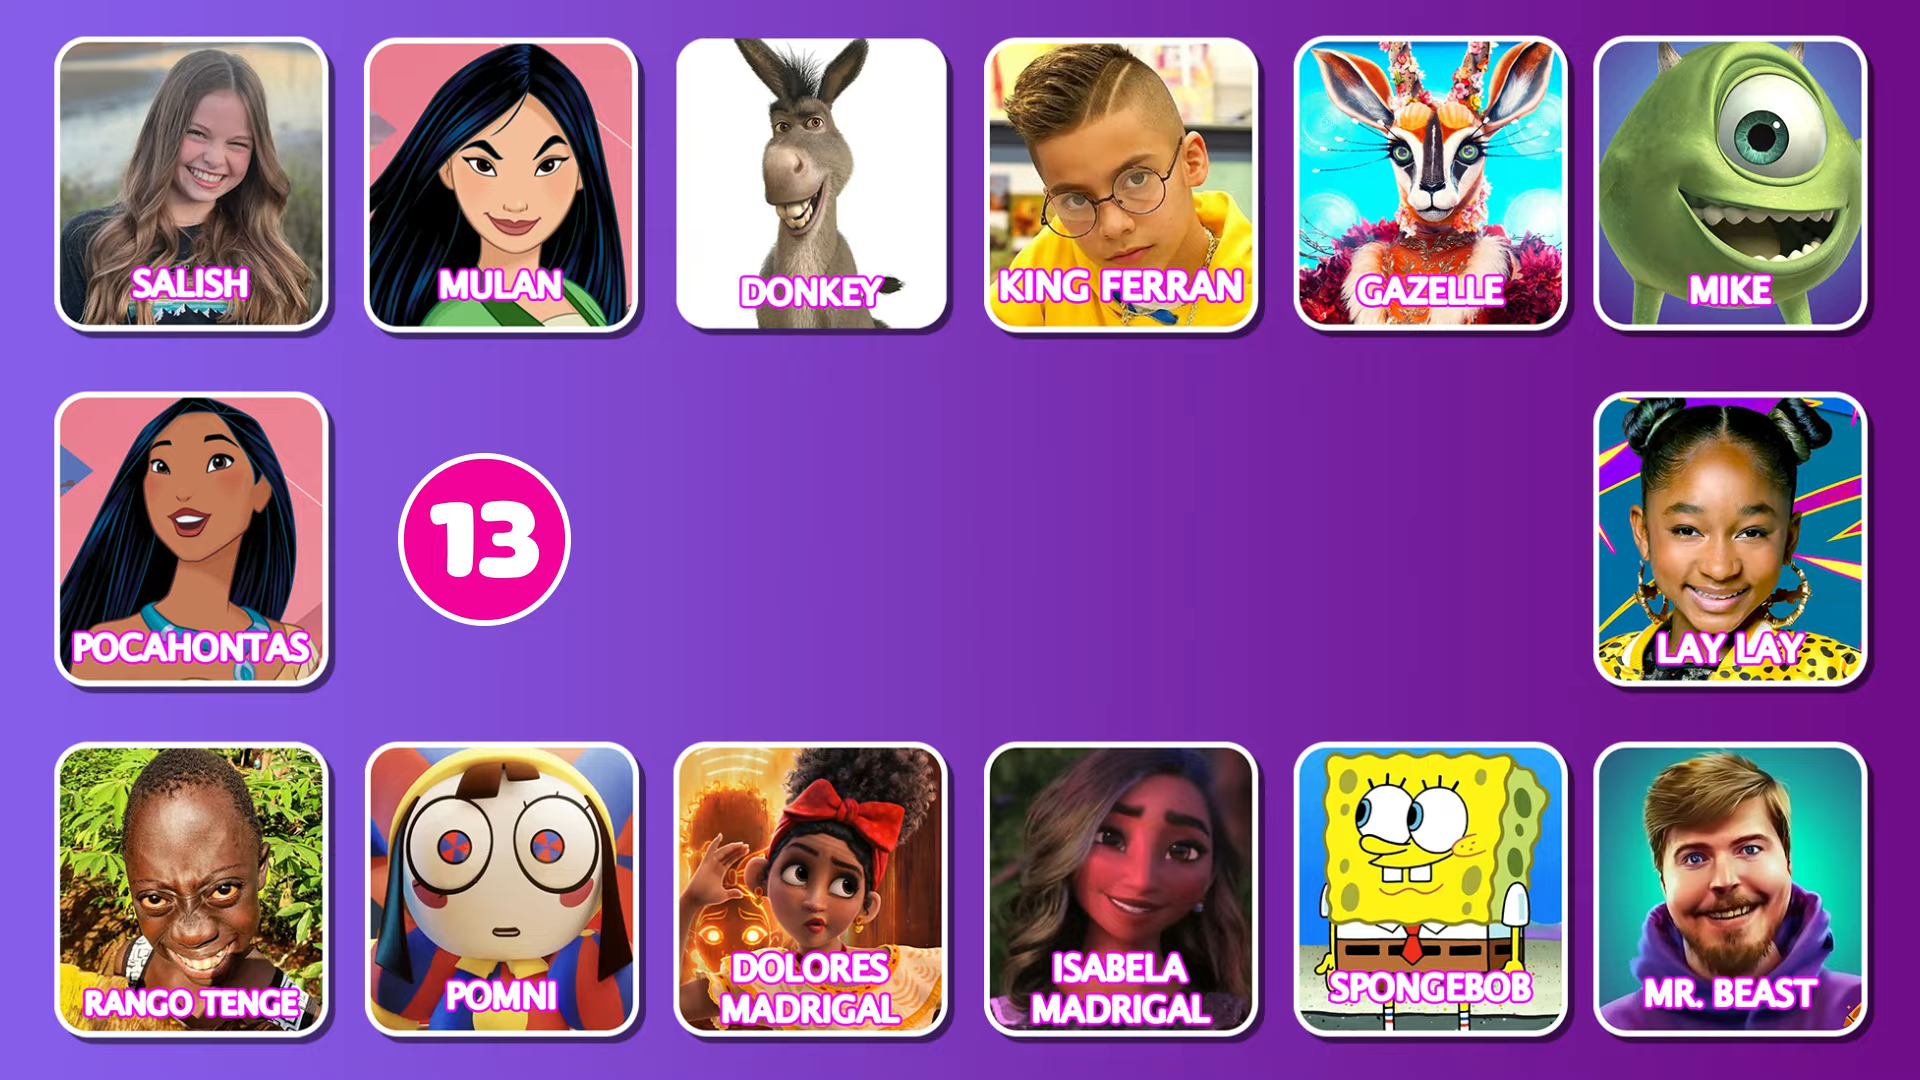 SALISH
MULAN
DONKEY
KING FERRAN
GAZELLE
MIKE
POCAHONTAS
13
LAY LAY
RANGO TENGE
POMNI
DOLORES
MADRIGAL
ISABELA
MADRIGAL
SPONGEBOB
MR. BEAST